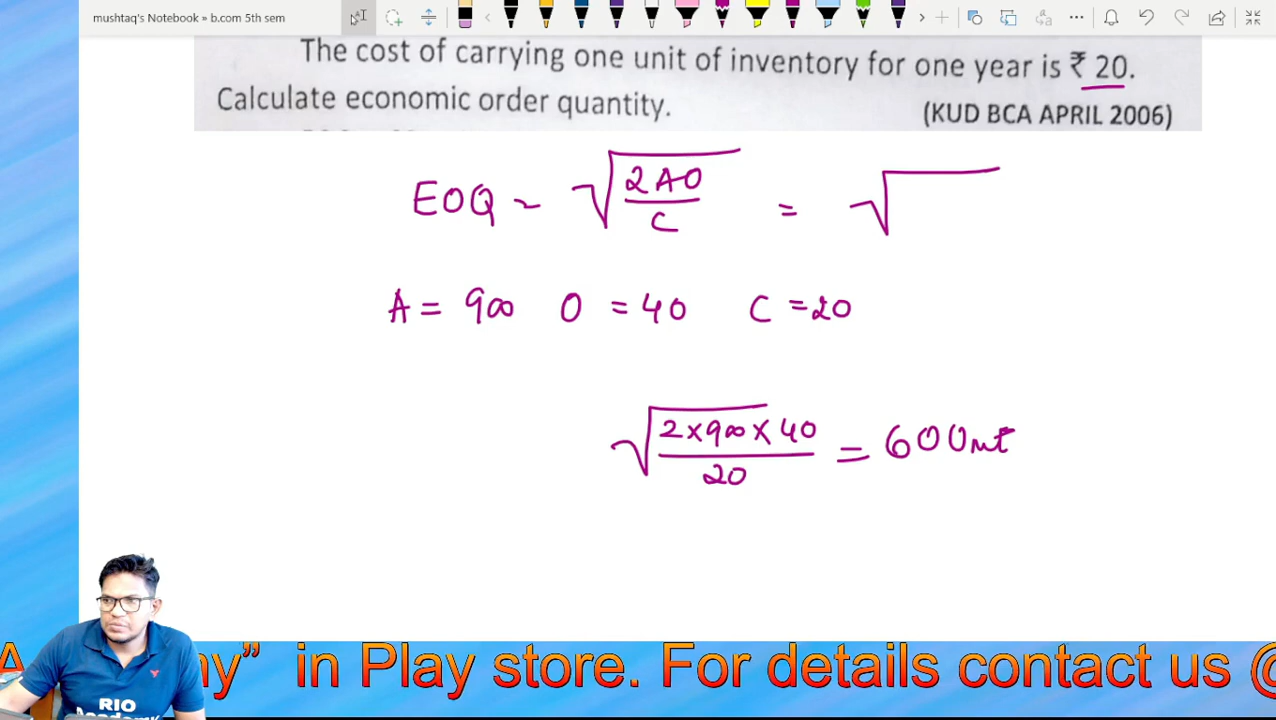 mushtaq's Notebook » b.com 5th sem
The cost of carrying one unit of inventory for one year is ₹ 20.
Calculate economic order quantity. (KUD BCA APRIL 2006)
EOQ = √(2AO/C) = √
A = 900 O = 40 C = 20
√(2×900×40/20) = 600
RIO
Academy
my” in Play store. For details contact us @